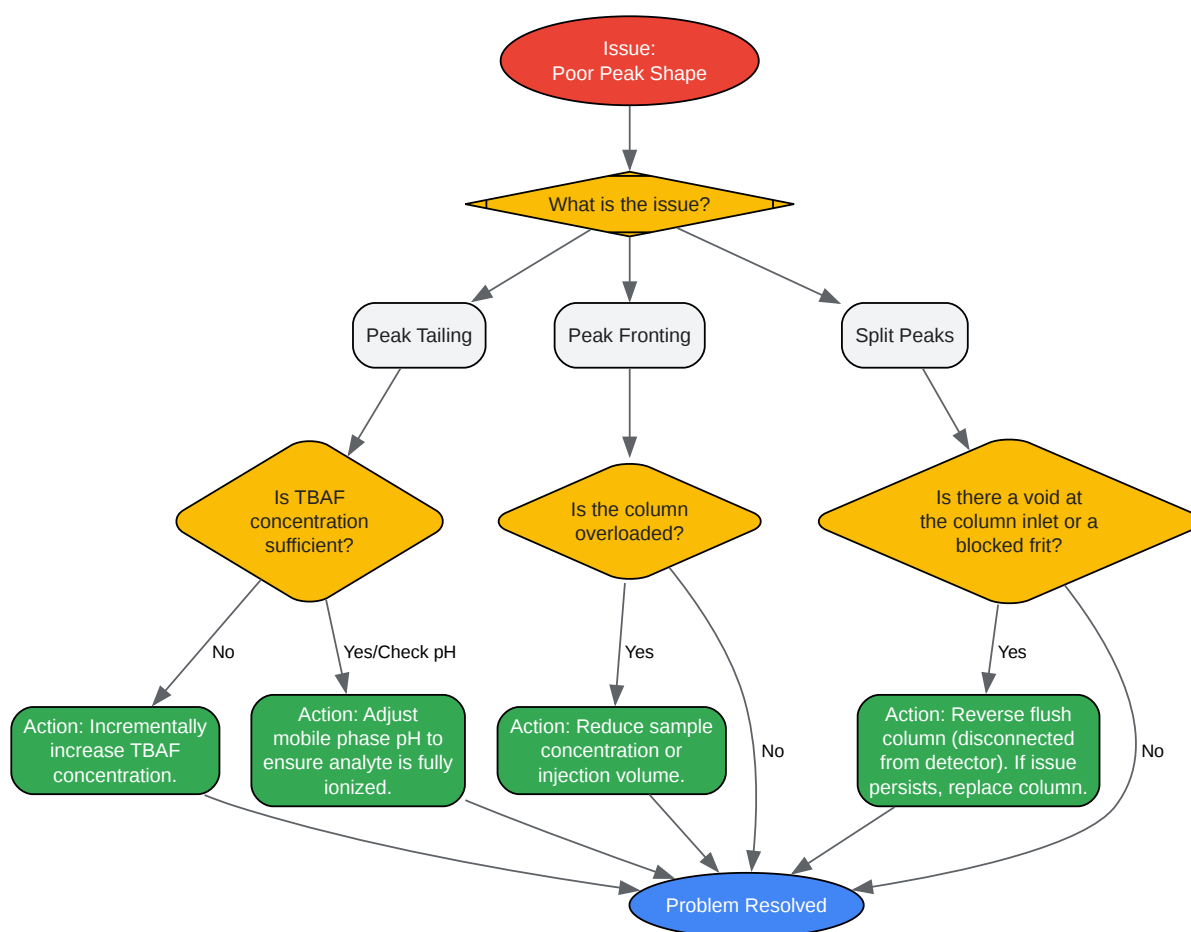 Issue:
Poor Peak Shape
What is the issue?
Peak Tailing
Peak Fronting
Split Peaks
Is TBAF
concentration
sufficient?
Is the column
overloaded?
Is there a void at
the column inlet or a
blocked frit?
No
Yes/Check pH
Yes
Yes
Action: Incrementally
increase TBAF
concentration.
Action: Adjust
mobile phase pH to
ensure analyte is fully
ionized.
Action: Reduce sample
concentration or
injection volume.
No
Action: Reverse flush
column (disconnected
from detector). If issue
persists, replace column.
No
Problem Resolved